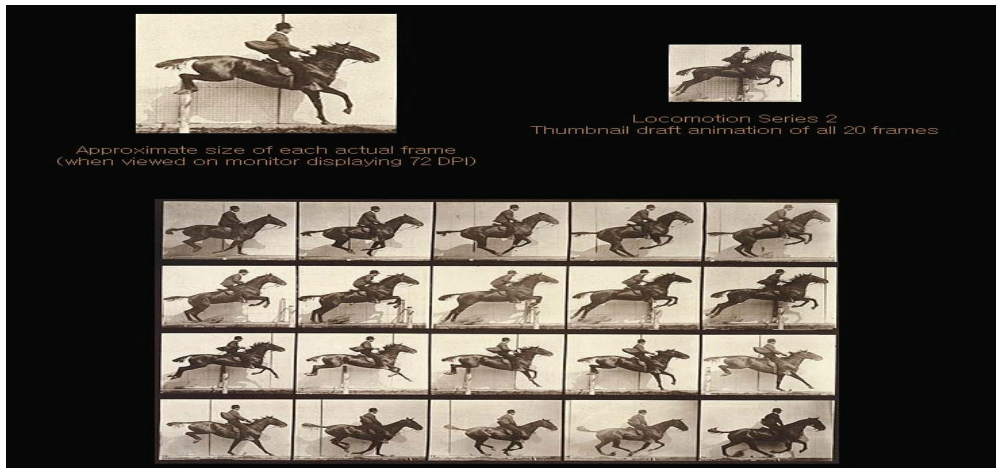 Locomotion Series 2
Thumbnail draft animation of all 20 frames
Approximate size of each actual frame
(when viewed on monitor displaying 72 DPI)